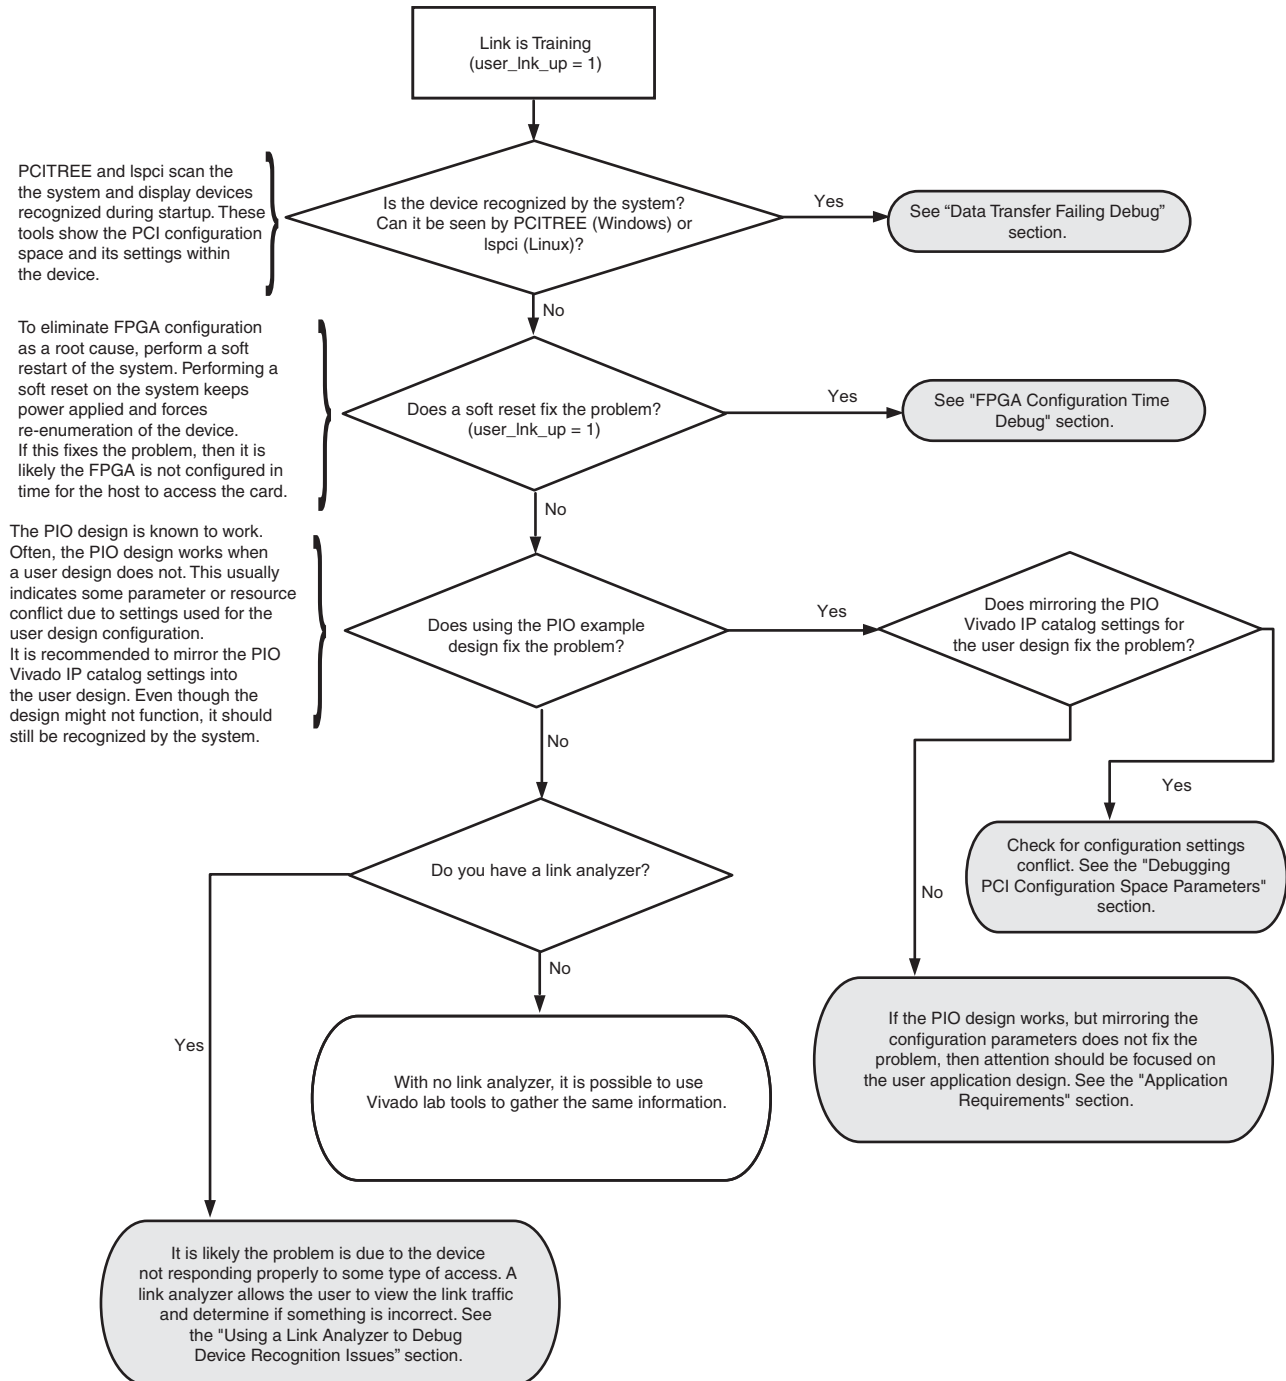 Link is Training
(user_lnk_up = 1)
PCITREE and lspci scan the
the system and display devices
recognized during startup. These
tools show the PCI configuration
space and its settings within
the device.
Is the device recognized by the system?
Can it be seen by PCITREE (Windows) or
lspci (Linux)?
Yes
See “Data Transfer Failing Debug”
section.
No
To eliminate FPGA configuration
as a root cause, perform a soft
restart of the system. Performing a
soft reset on the system keeps
power applied and forces
re-enumeration of the device.
If this fixes the problem, then it is
likely the FPGA is not configured in
time for the host to access the card.
Does a soft reset fix the problem?
(user_lnk_up = 1)
Yes
See "FPGA Configuration Time
Debug" section.
No
The PIO design is known to work.
Often, the PIO design works when
a user design does not. This usually
indicates some parameter or resource
conflict due to settings used for the
user design configuration.
It is recommended to mirror the PIO
Vivado IP catalog settings into
the user design. Even though the
design might not function, it should
still be recognized by the system.
Does using the PIO example
design fix the problem?
Yes
Does mirroring the PIO
Vivado IP catalog settings for
the user design fix the problem?
No
Yes
Check for configuration settings
conflict. See the "Debugging
PCI Configuration Space Parameters"
section.
No
If the PIO design works, but mirroring the
configuration parameters does not fix the
problem, then attention should be focused on
the user application design. See the "Application
Requirements" section.
Do you have a link analyzer?
No
With no link analyzer, it is possible to use
Vivado lab tools to gather the same information.
Yes
It is likely the problem is due to the device
not responding properly to some type of access. A
link analyzer allows the user to view the link traffic
and determine if something is incorrect. See
the "Using a Link Analyzer to Debug
Device Recognition Issues” section.